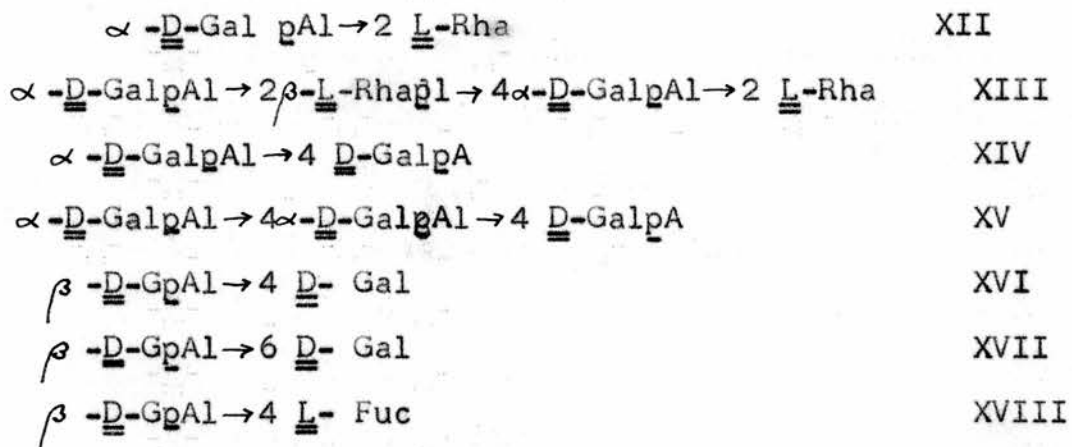 α -D-Gal pAl→2 L-Rha XII
α -D-GalpAl→ 2β-L-Rhapl→ 4α-D-GalpAl→ 2 L-Rha XIII
α -D-GalpAl→4 D-GalpA XIV
α -D-GalpAl→ 4α-D-GalpAl→ 4 D-GalpA XV
β -D-GpAl→4 D- Gal XVI
β -D-GpAl→6 D- Gal XVII
β -D-GpAl→4 L- Fuc XVIII